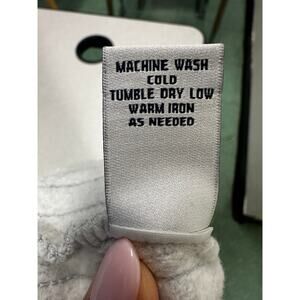 MACHINE WASH
COLD
TUMBLE DRY LOW
WARM IRON
AS NEEDED